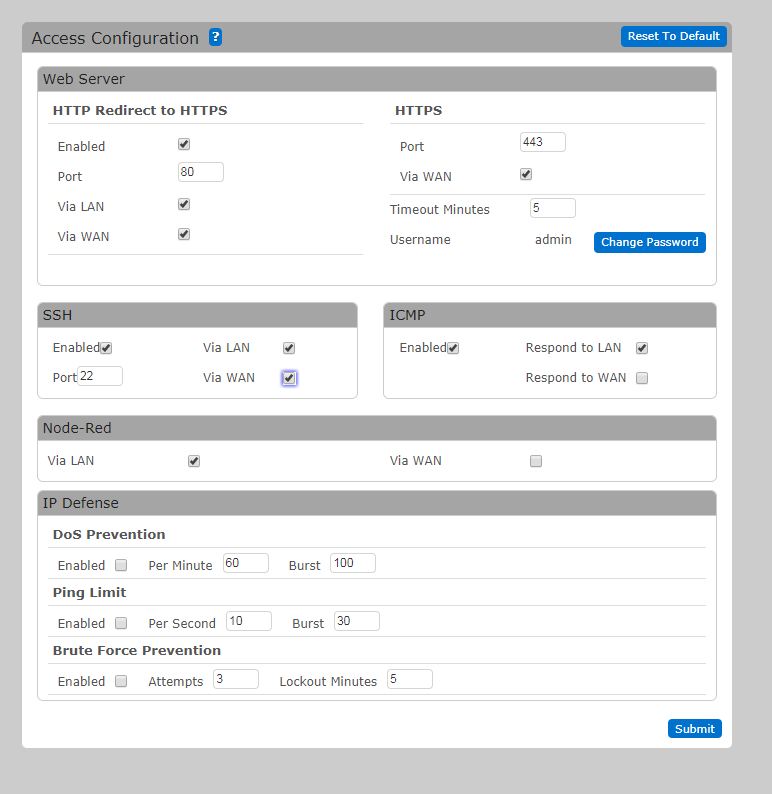 Access Configuration ? Reset To Default
Web Server
HTTP Redirect to HTTPS HTTPS
Enabled Port 443
Port 80 Via WAN
Via LAN Timeout Minutes 5
Via WAN Username admin Change Password
SSH ICMP
Enabled Via LAN Enabled Respond to LAN
Port 22 Via WAN Respond to WAN
Node-Red
Via LAN Via WAN
IP Defense
DoS Prevention
Enabled Per Minute 60 Burst 100
Ping Limit
Enabled Per Second 10 Burst 30
Brute Force Prevention
Enabled Attempts 3 Lockout Minutes 5
Submit